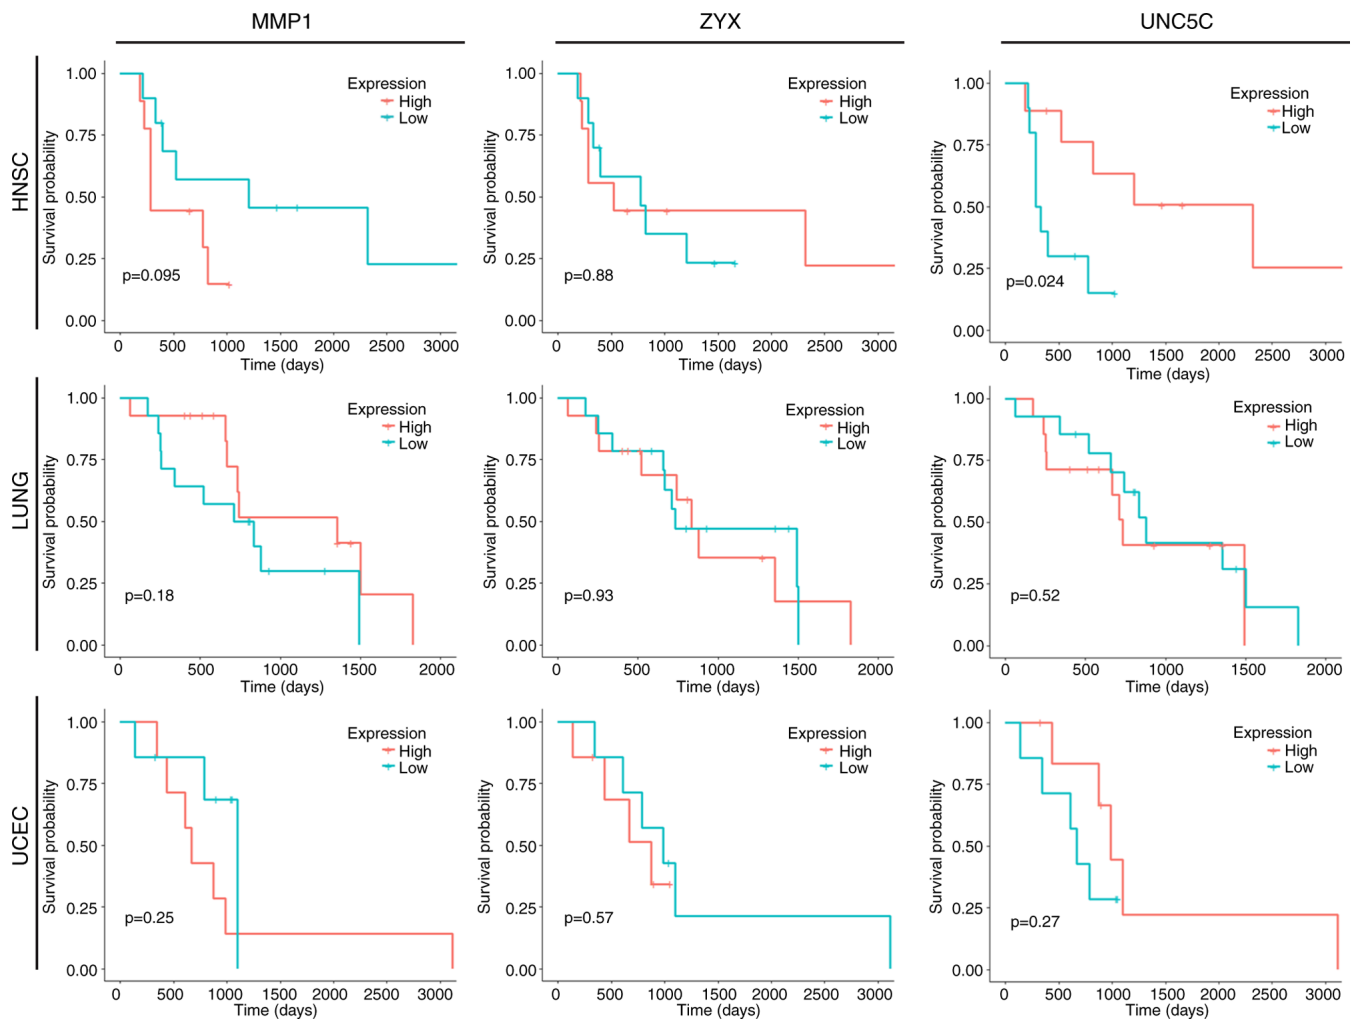 MMP1 ZYX UNC5C
HNSC
Survival probability
1.00
0.75
0.50
0.25
0.00
Expression
High
Low
p=0.095
0 500 1000 1500 2000 2500 3000
Time (days)
Survival probability
1.00
0.75
0.50
0.25
0.00
Expression
High
Low
p=0.88
0 500 1000 1500 2000 2500 3000
Time (days)
Survival probability
1.00
0.75
0.50
0.25
0.00
Expression
High
Low
p=0.024
0 500 1000 1500 2000 2500 3000
Time (days)
LUNG
Survival probability
1.00
0.75
0.50
0.25
0.00
Expression
High
Low
p=0.18
0 500 1000 1500 2000
Time (days)
Survival probability
1.00
0.75
0.50
0.25
0.00
Expression
High
Low
p=0.93
0 500 1000 1500 2000
Time (days)
Survival probability
1.00
0.75
0.50
0.25
0.00
Expression
High
Low
p=0.52
0 500 1000 1500 2000
Time (days)
UCEC
Survival probability
1.00
0.75
0.50
0.25
0.00
Expression
High
Low
p=0.25
0 500 1000 1500 2000 2500 3000
Time (days)
Survival probability
1.00
0.75
0.50
0.25
0.00
Expression
High
Low
p=0.57
0 500 1000 1500 2000 2500 3000
Time (days)
Survival probability
1.00
0.75
0.50
0.25
0.00
Expression
High
Low
p=0.27
0 500 1000 1500 2000 2500 3000
Time (days)